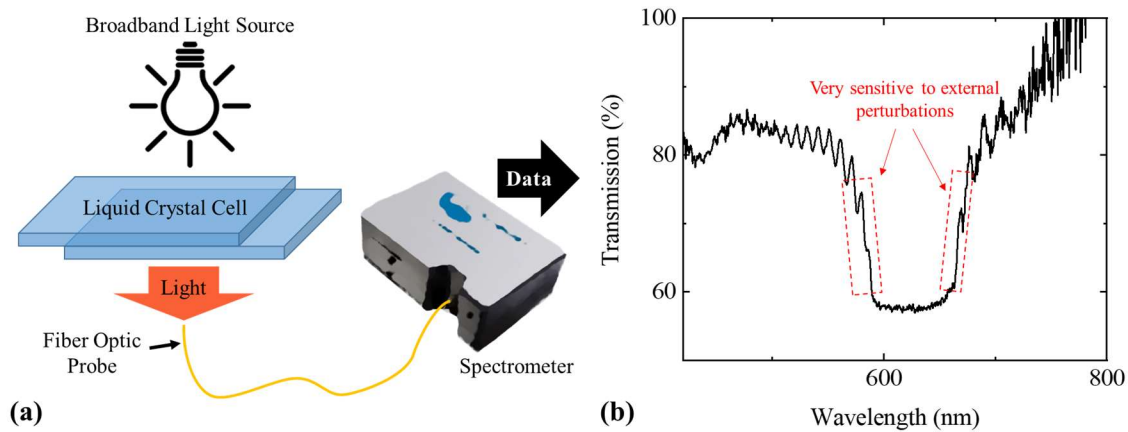 (a)
Broadband Light Source
Liquid Crystal Cell
Light
Fiber Optic
Probe
Spectrometer
Data
(b)
Transmission (%)
100
80
60
Very sensitive to external
perturbations
600
800
Wavelength (nm)